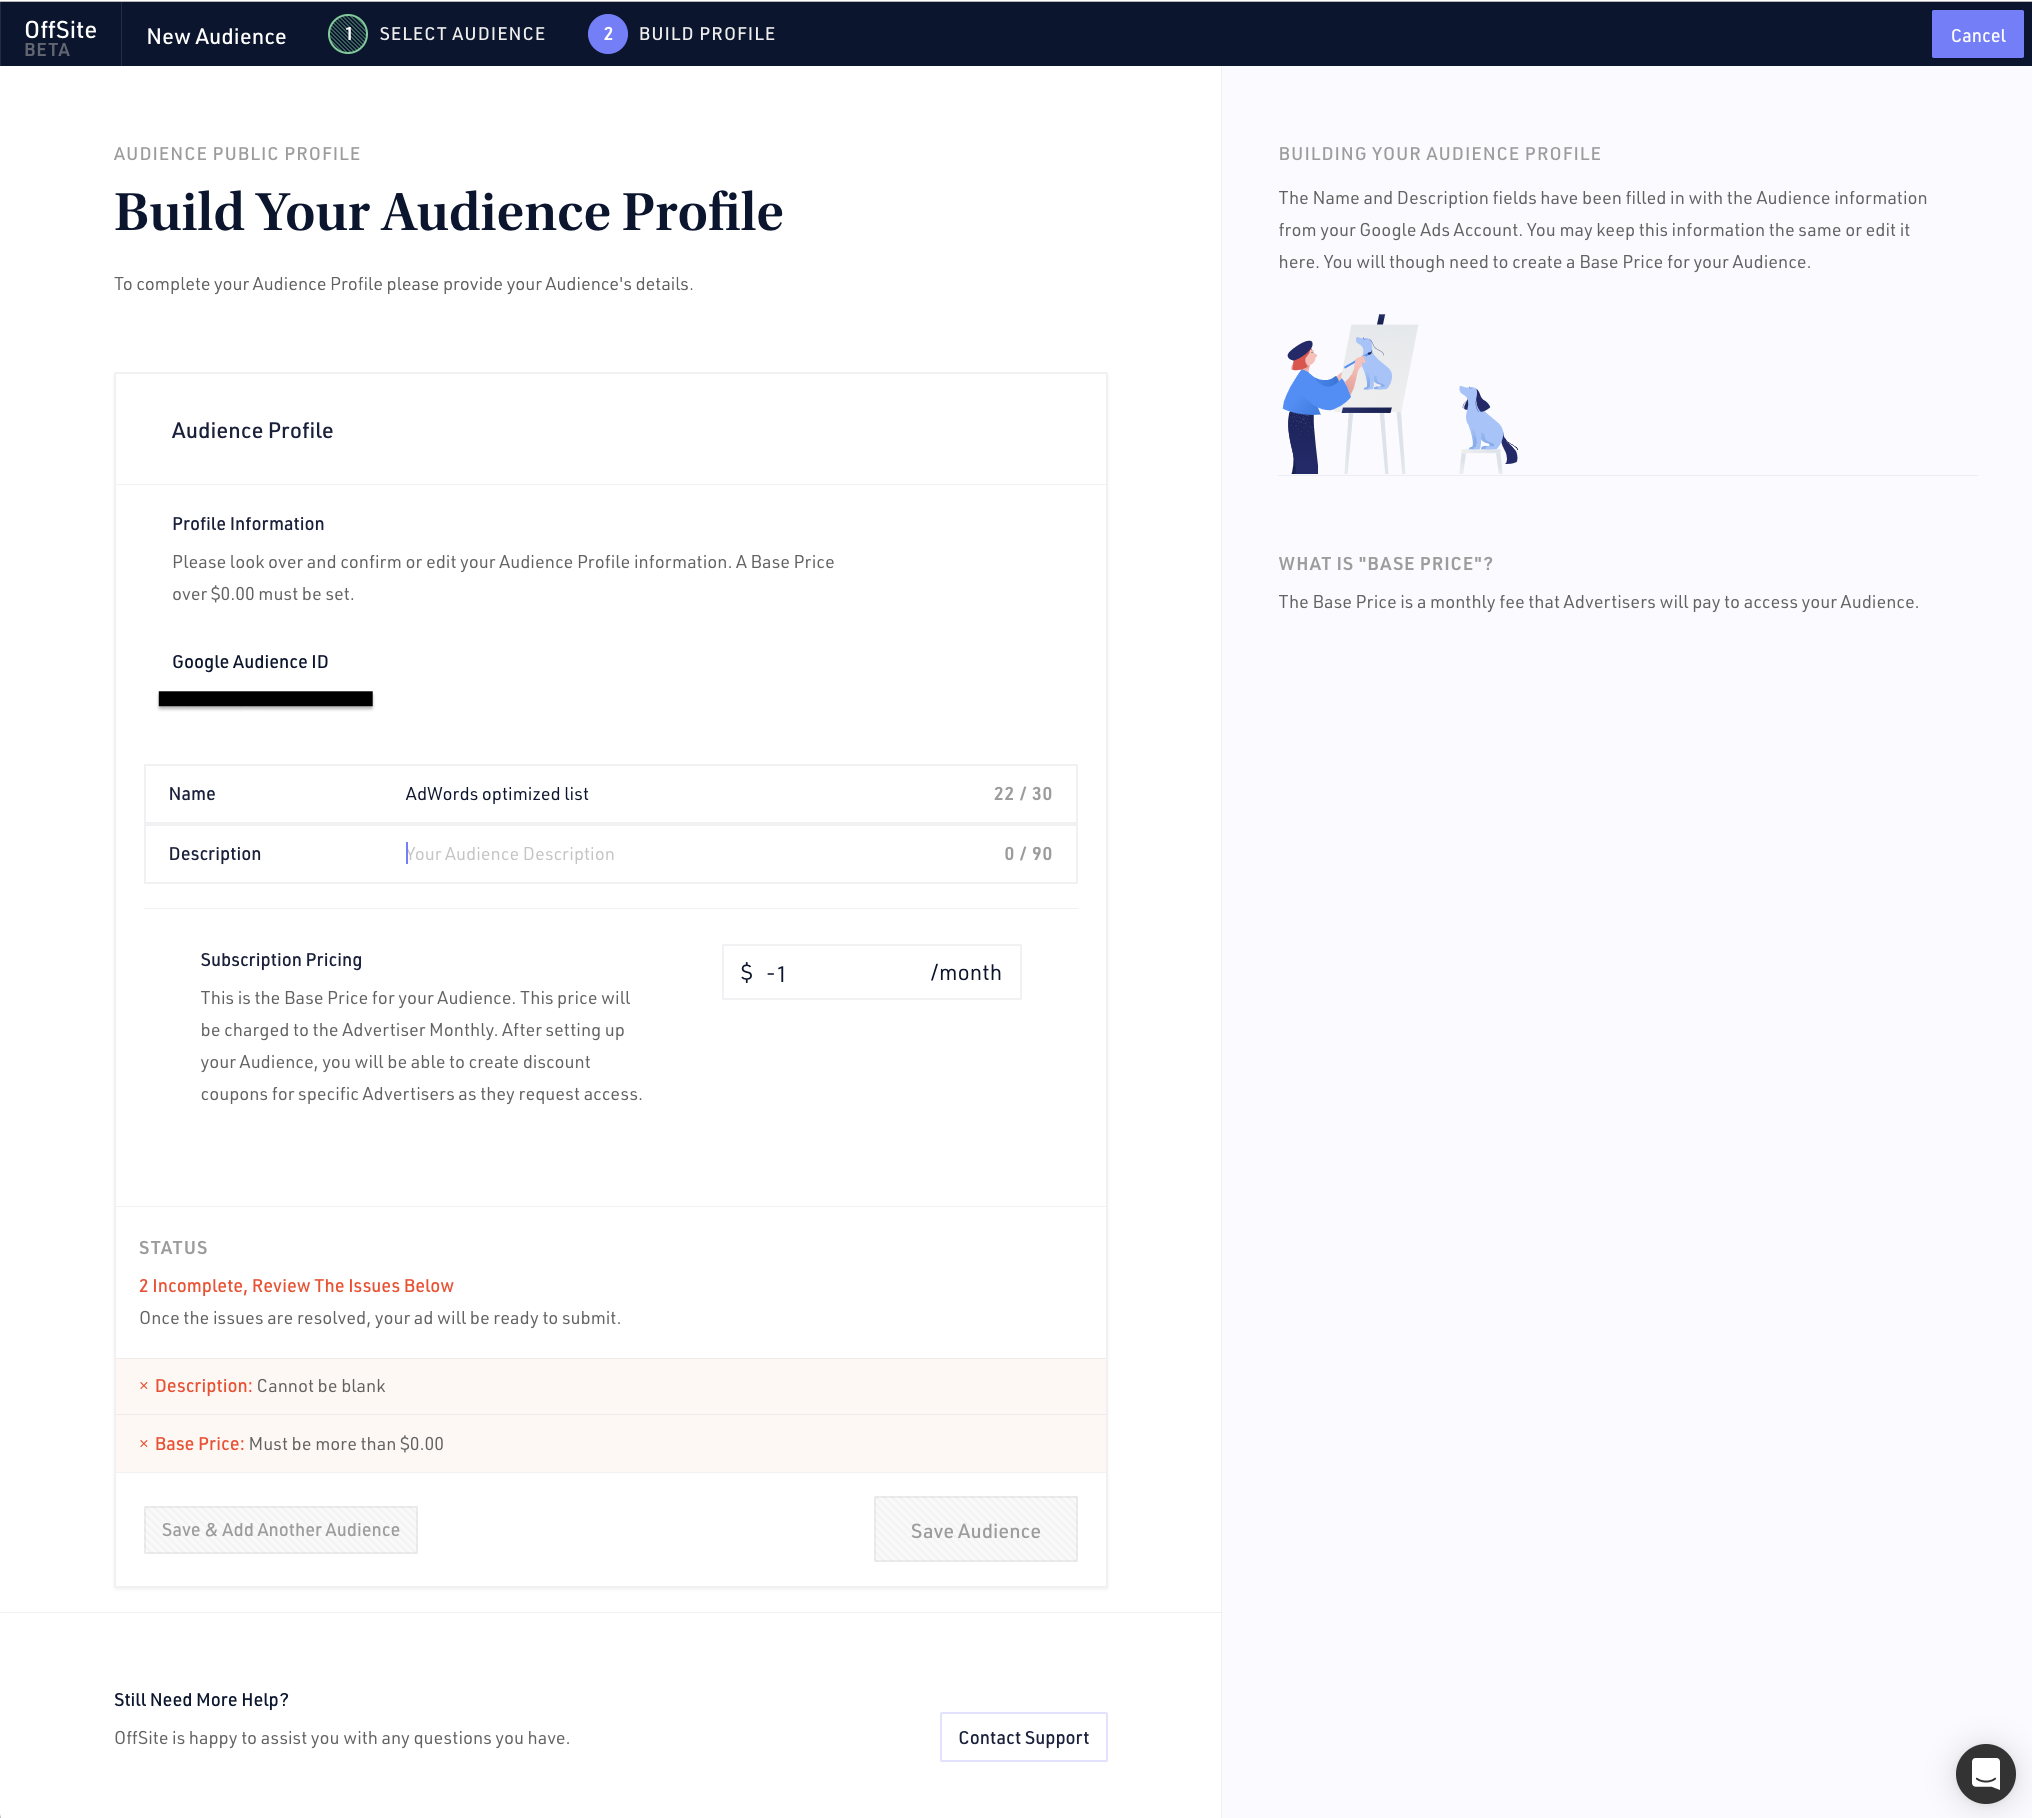 OffSite
BETA
New Audience
1 SELECT AUDIENCE
2 BUILD PROFILE
Cancel
AUDIENCE PUBLIC PROFILE
Build Your Audience Profile
To complete your Audience Profile please provide your Audience's details.
Audience Profile
Profile Information
Please look over and confirm or edit your Audience Profile information. A Base Price
over $0.00 must be set.
Google Audience ID
Name AdWords optimized list 22 / 30
Description Your Audience Description 0 / 90
Subscription Pricing
This is the Base Price for your Audience. This price will
be charged to the Advertiser Monthly. After setting up
your Audience, you will be able to create discount
coupons for specific Advertisers as they request access.
$ -1 /month
STATUS
2 Incomplete, Review The Issues Below
Once the issues are resolved, your ad will be ready to submit.
× Description: Cannot be blank
× Base Price: Must be more than $0.00
Save & Add Another Audience
Save Audience
Still Need More Help?
OffSite is happy to assist you with any questions you have.
Contact Support
BUILDING YOUR AUDIENCE PROFILE
The Name and Description fields have been filled in with the Audience information
from your Google Ads Account. You may keep this information the same or edit it
here. You will though need to create a Base Price for your Audience.
WHAT IS "BASE PRICE"?
The Base Price is a monthly fee that Advertisers will pay to access your Audience.